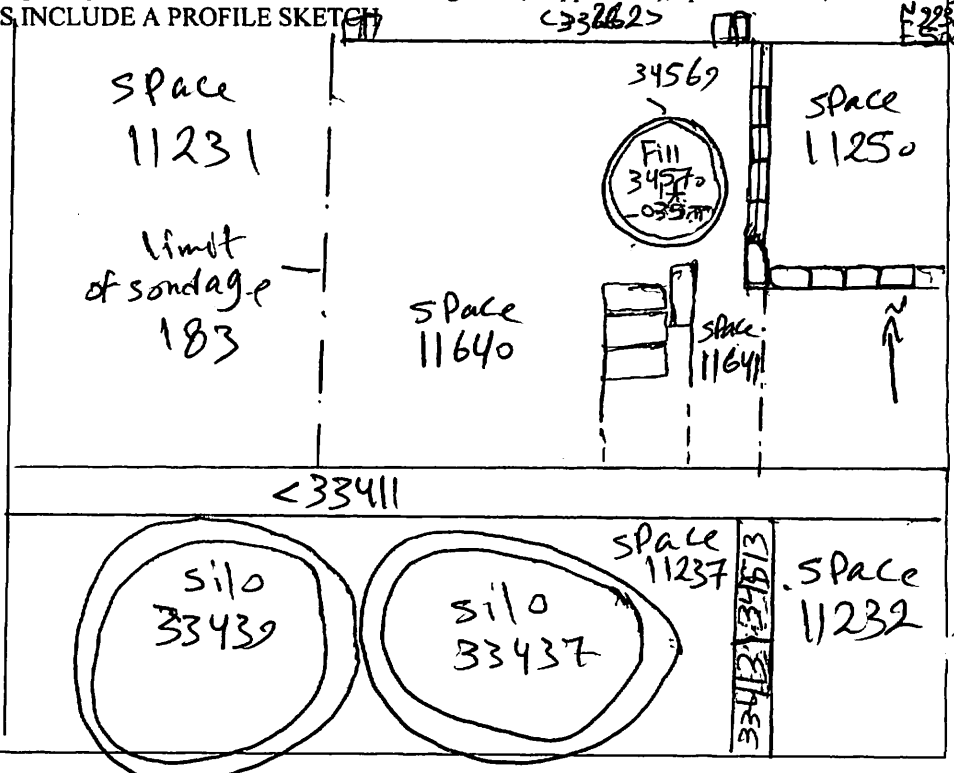 S INCLUDE A PROFILE SKETCH
34569
Space
11231
Space
11250
Fill
34570
limit
of sondage
183
Space
11640
Space
11641
N
<33411
Space
11237
Silo
33439
Silo
33437
Space
11232
33413
34513